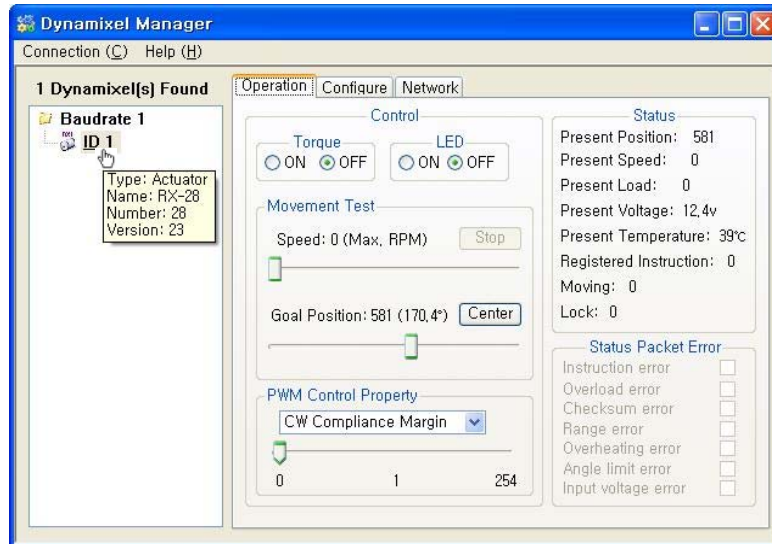 Dynamixel Manager
Connection (C) Help (H)
1 Dynamixel(s) Found
Baudrate 1
ID 1
Type: Actuator
Name: RX-28
Number: 28
Version: 23
Operation Configure Network
Control
Torque
ON OFF
LED
ON OFF
Movement Test
Speed: 0 (Max. RPM) Stop
Goal Position: 581 (170.4°) Center
PWM Control Property
CW Compliance Margin
0 1 254
Status
Present Position: 581
Present Speed: 0
Present Load: 0
Present Voltage: 12.4v
Present Temperature: 39℃
Registered Instruction: 0
Moving: 0
Lock: 0
Status Packet Error
Instruction error
Overload error
Checksum error
Range error
Overheating error
Angle limit error
Input voltage error